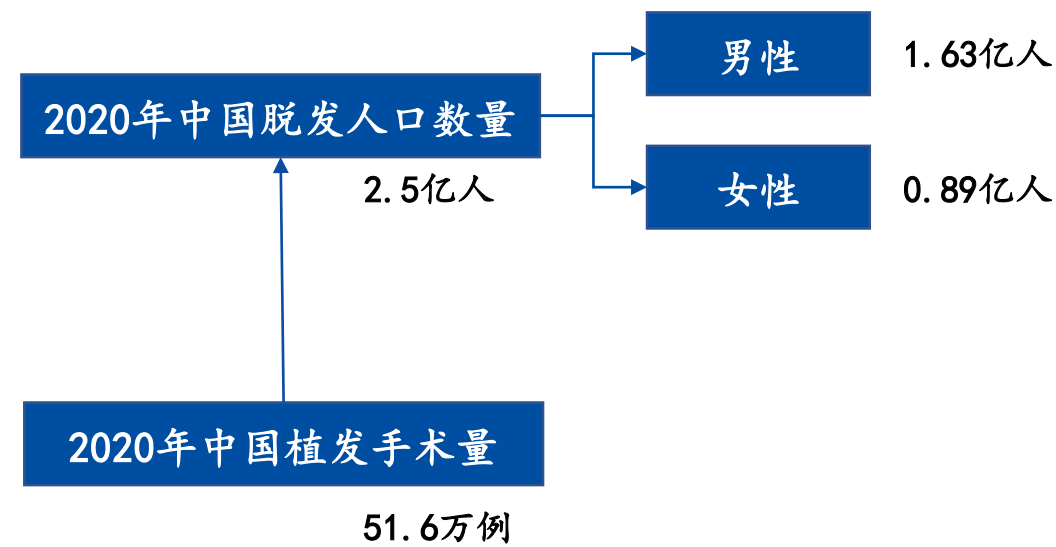 男性
1.63亿人
2020年中国脱发人口数量
2.5亿人
女性
0.89亿人
2020年中国植发手术量
51.6万例